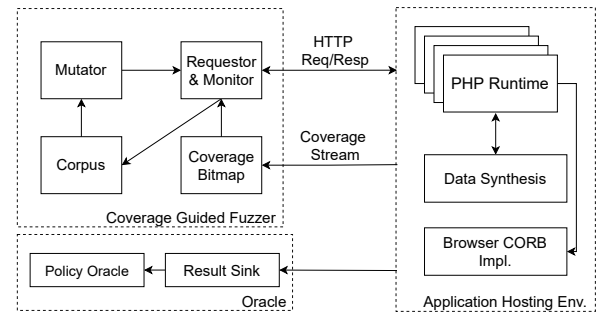 Mutator
Requestor
& Monitor
HTTP
Req/Resp
PHP Runtime
Corpus
Coverage
Bitmap
Coverage
Stream
Data Synthesis
Coverage Guided Fuzzer
Browser CORB
Impl.
Policy Oracle
Result Sink
Oracle
Application Hosting Env.